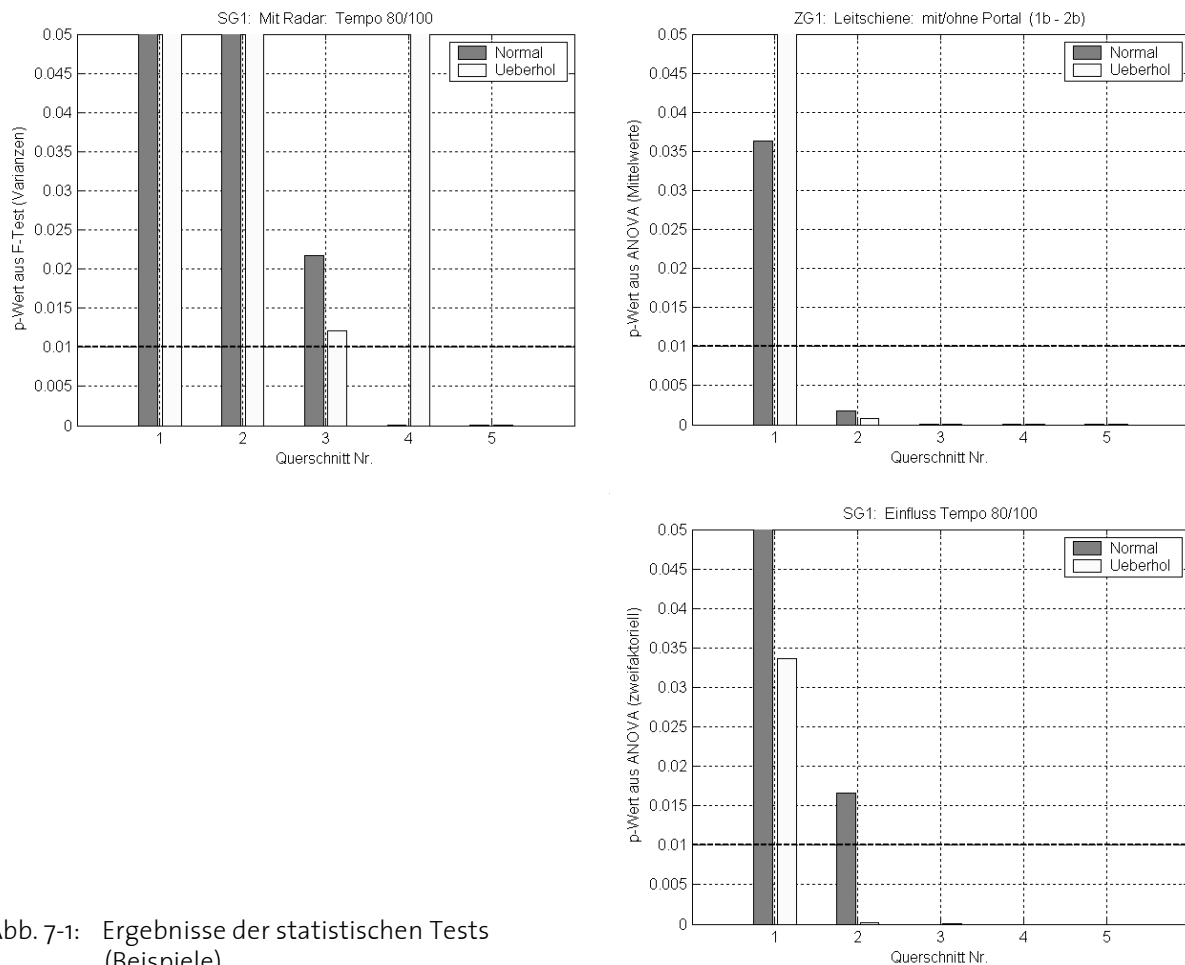 SG1: Mit Radar: Tempo 80/100
0.05
0.045
0.04
0.035
0.03
0.025
0.02
0.015
0.01
0.005
0
p-Wert aus F-Test (Varianzen)
Normal
Ueberhol
1 2 3 4 5
Querschnitt Nr.
ZG1: Leitschiene: mit/ohne Portal (1b - 2b)
0.05
0.045
0.04
0.035
0.03
0.025
0.02
0.015
0.01
0.005
0
p-Wert aus ANOVA (Mittelwerte)
Normal
Ueberhol
1 2 3 4 5
Querschnitt Nr.
SG1: Einfluss Tempo 80/100
0.05
0.045
0.04
0.035
0.03
0.025
0.02
0.015
0.01
0.005
0
p-Wert aus ANOVA (zweifaktoriell)
Normal
Ueberhol
1 2 3 4 5
Querschnitt Nr.
bb. 7-1: Ergebnisse der statistischen Tests
(Beispiele)